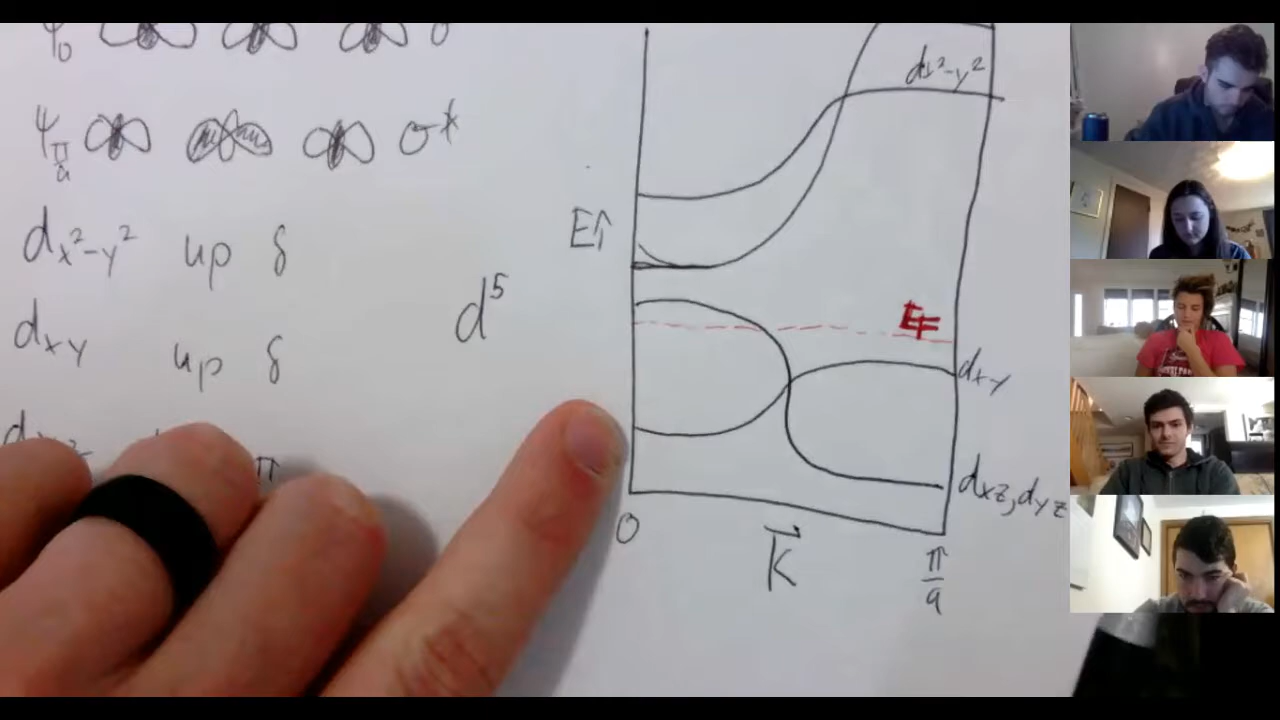 ψ0 σ
ψπ/a σ*
dx²-y² up δ
dxy up δ
π
d⁵
E↑
dx²-y²
EF
dxy
dxz, dyz
0 k⃗ π/a